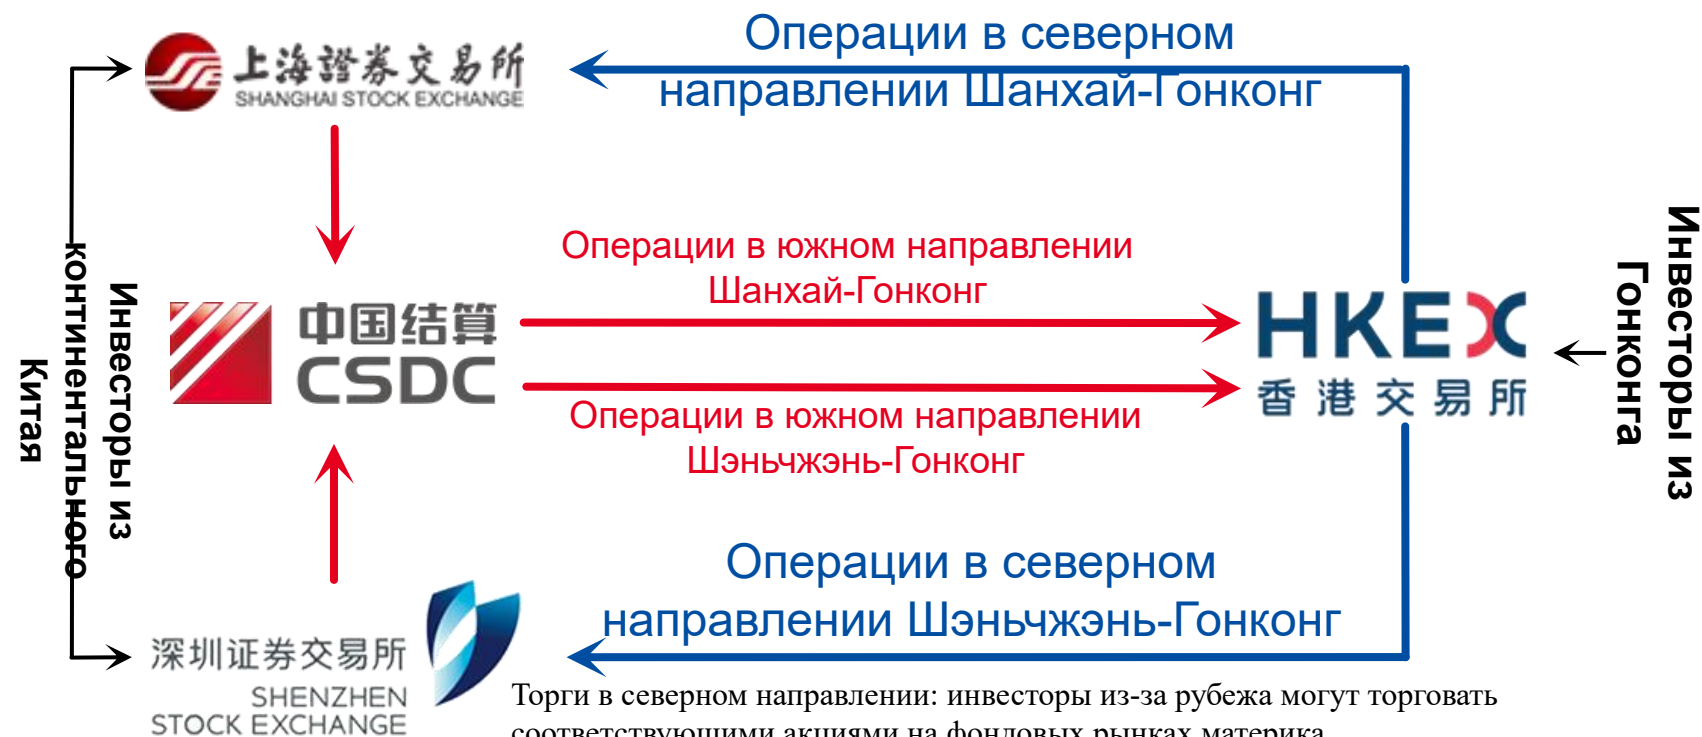 Операции в северном
направлении Шанхай-Гонконг
上海證券交易所
SHANGHAI STOCK EXCHANGE
Операции в южном направлении
Шанхай-Гонконг
Инвесторы из
континентального
Китая
中国结算
CSDC
HKEX
香港交易所
Инвесторы из
Гонконга
Операции в южном направлении
Шэньчжэнь-Гонконг
Операции в северном
направлении Шэньчжэнь-Гонконг
深圳证券交易所
SHENZHEN
STOCK EXCHANGE
Торги в северном направлении: инвесторы из-за рубежа могут торговать
соответствующими акциями на фондовых рынках материка